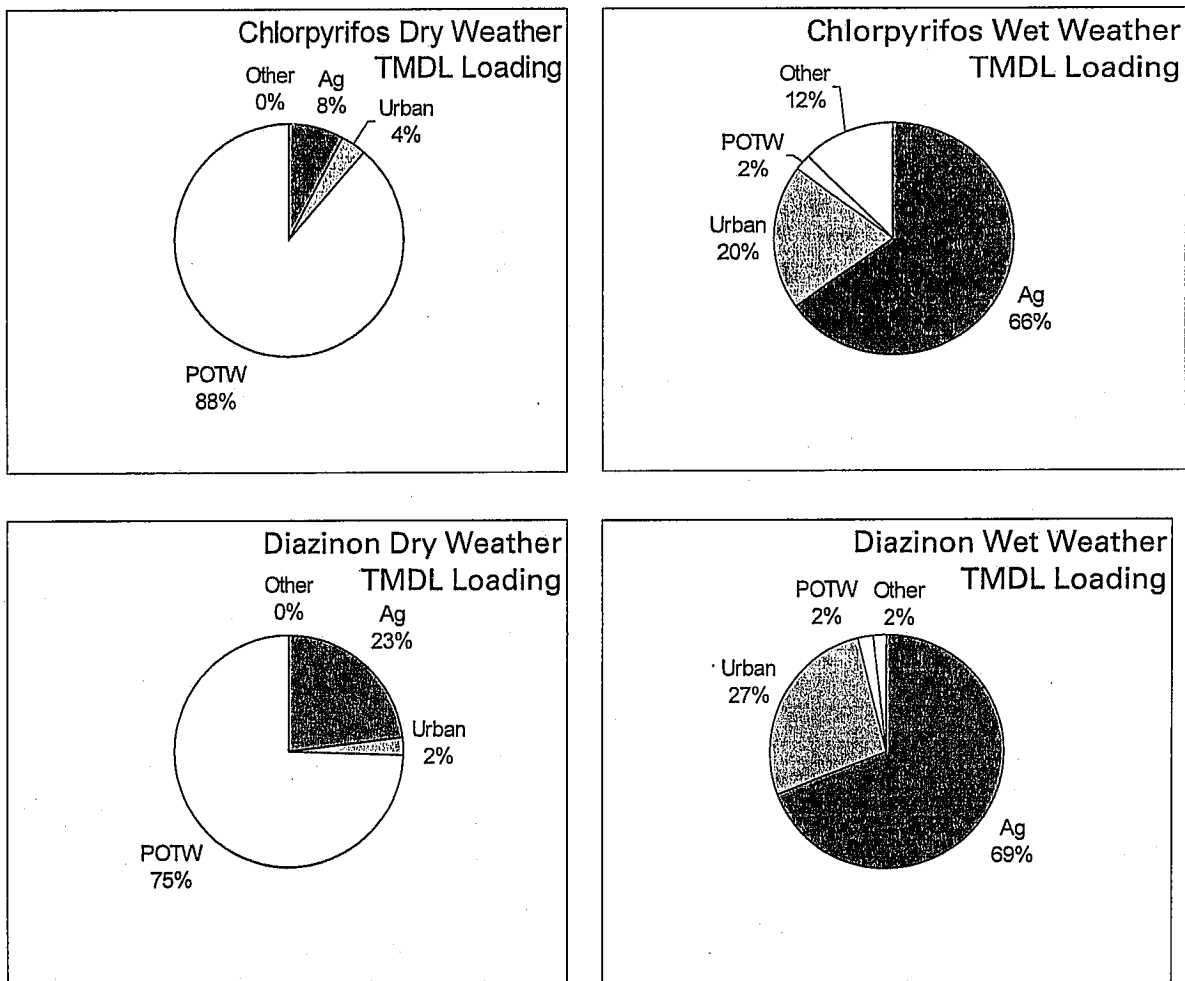 Chlorpyrifos Dry Weather
TMDL Loading
Other
0%
Ag
8%
Urban
4%
POTW
88%
Chlorpyrifos Wet Weather
TMDL Loading
Other
12%
POTW
2%
Urban
20%
Ag
66%
Diazinon Dry Weather
TMDL Loading
Other
0%
Ag
23%
Urban
2%
POTW
75%
Diazinon Wet Weather
TMDL Loading
POTW
2%
Other
2%
Urban
27%
Ag
69%